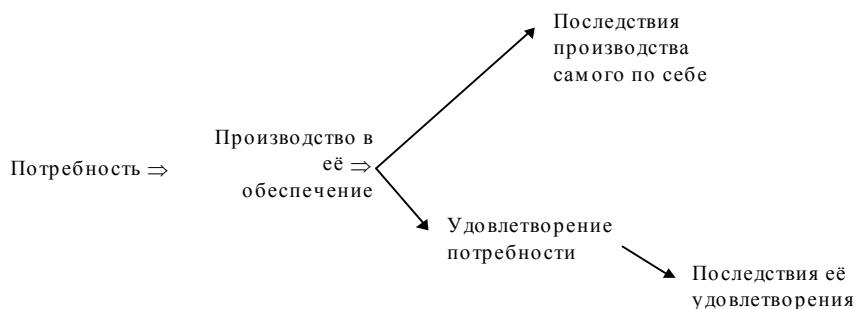 Последствия
производства
самого по себе
Производство в
её ⇒
обеспечение
Потребность ⇒
Удовлетворение
потребности
Последствия её
удовлетворения